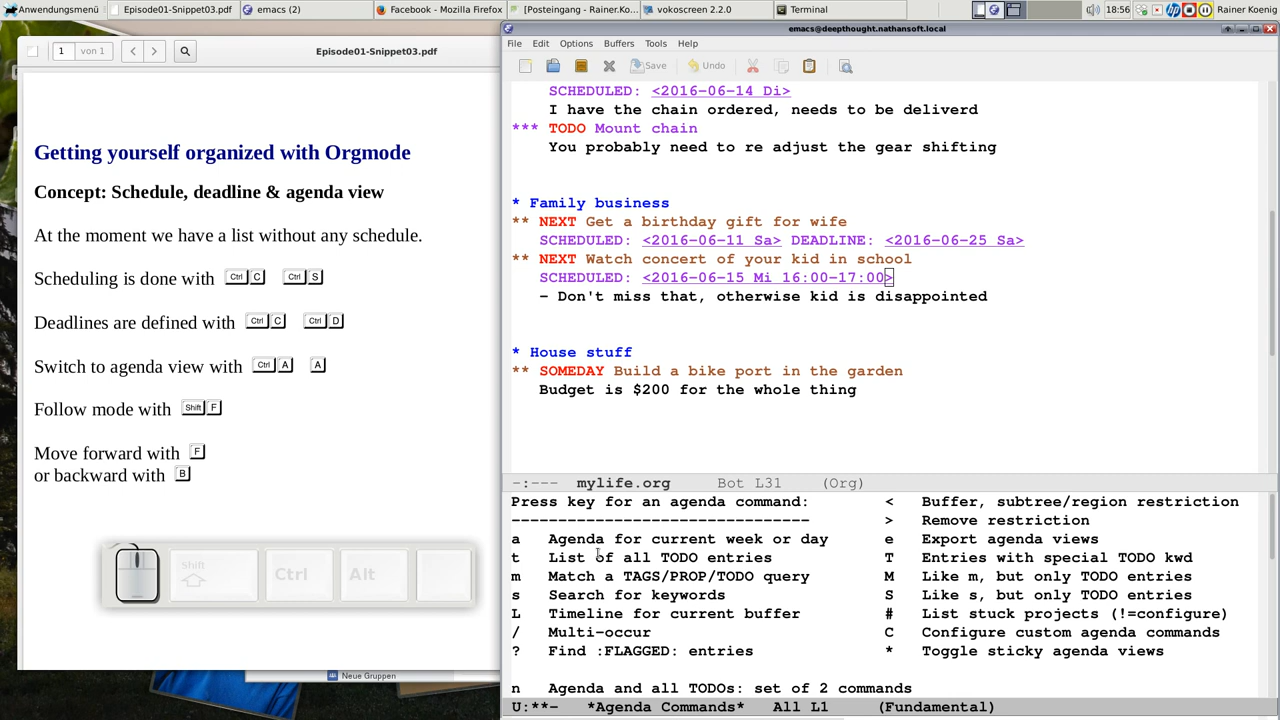 Anwendungsmenü
Episode01-Snippet03.pdf
emacs (2)
Facebook - Mozilla Firefox
[Posteingang - Rainer.Ko...
vokoscreen 2.2.0
Terminal
18:56
Rainer Koenig
1 von 1
Episode01-Snippet03.pdf
Getting yourself organized with Orgmode
Concept: Schedule, deadline & agenda view
At the moment we have a list without any schedule.
Scheduling is done with Ctrl C Ctrl S
Deadlines are defined with Ctrl C Ctrl D
Switch to agenda view with Ctrl A A
Follow mode with Shift F
Move forward with F
or backward with B
Shift Ctrl Alt
Neue Gruppen
emacs@deepthought.nathansoft.local
File Edit Options Buffers Tools Help
Save Undo
SCHEDULED: <2016-06-14 Di>
I have the chain ordered, needs to be deliverd
*** TODO Mount chain
You probably need to re adjust the gear shifting
* Family business
** NEXT Get a birthday gift for wife
SCHEDULED: <2016-06-11 Sa> DEADLINE: <2016-06-25 Sa>
** NEXT Watch concert of your kid in school
SCHEDULED: <2016-06-15 Mi 16:00-17:00>
- Don't miss that, otherwise kid is disappointed
* House stuff
** SOMEDAY Build a bike port in the garden
Budget is $200 for the whole thing
-:--- mylife.org Bot L31 (Org)
Press key for an agenda command: < Buffer, subtree/region restriction
-------------------------------- > Remove restriction
a Agenda for current week or day e Export agenda views
t List of all TODO entries T Entries with special TODO kwd
m Match a TAGS/PROP/TODO query M Like m, but only TODO entries
s Search for keywords S Like s, but only TODO entries
L Timeline for current buffer # List stuck projects (!=configure)
/ Multi-occur C Configure custom agenda commands
? Find :FLAGGED: entries * Toggle sticky agenda views
n Agenda and all TODOs: set of 2 commands
U:**- *Agenda Commands* All L1 (Fundamental)